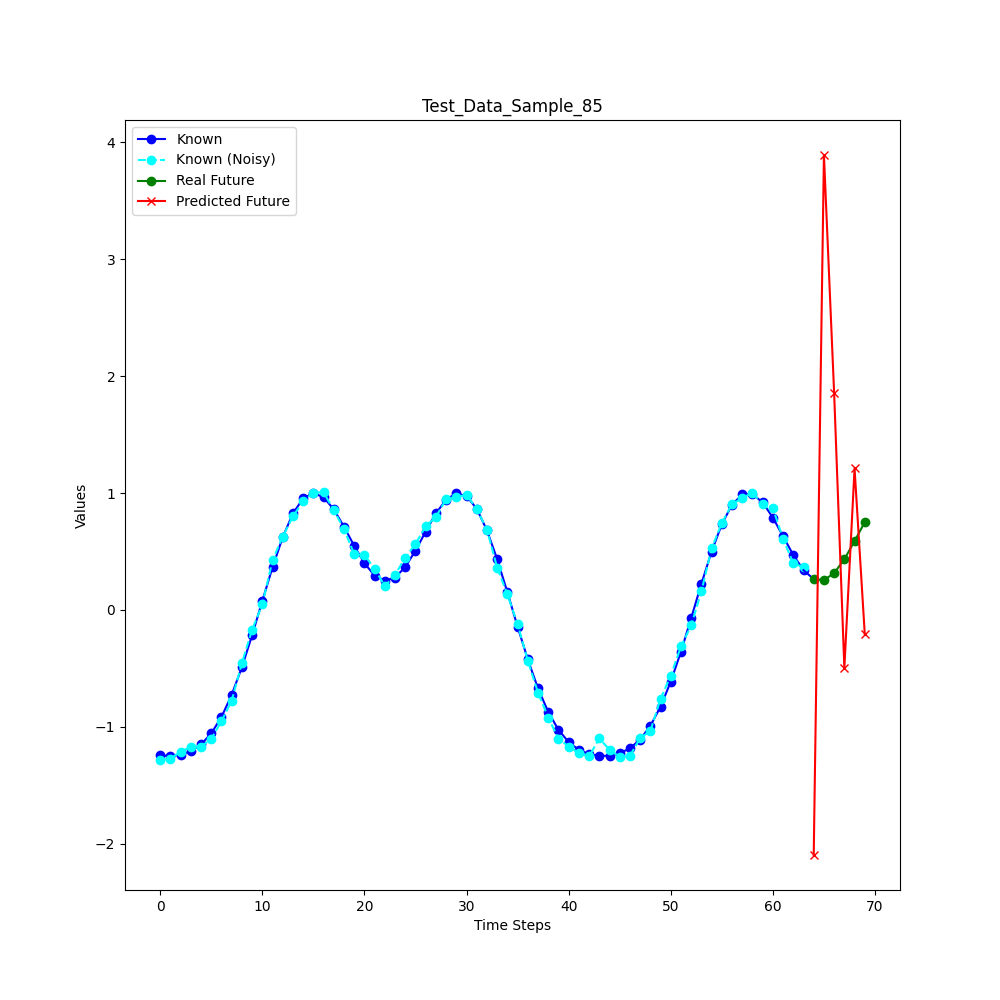 Test_Data_Sample_85
Known
Known (Noisy)
Real Future
Predicted Future
4
3
2
1
0
−1
−2
Values
0 10 20 30 40 50 60 70
Time Steps